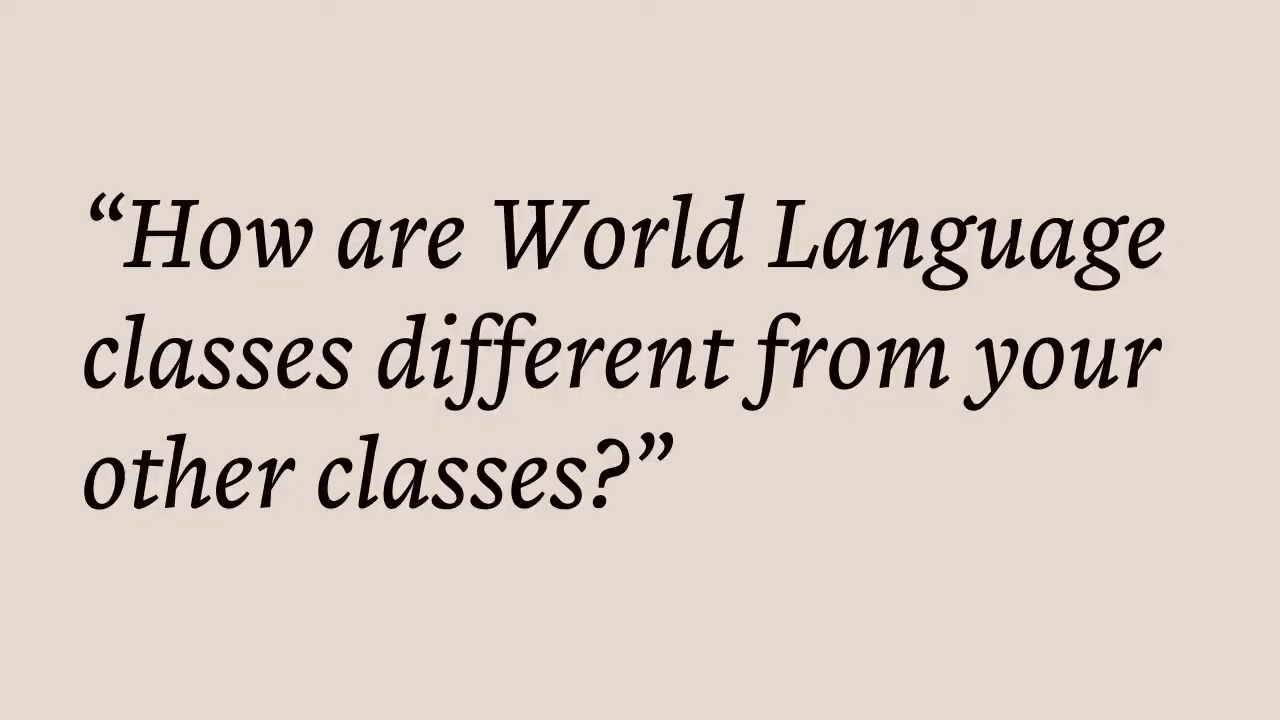 “How are World Language
classes different from your
other classes?”